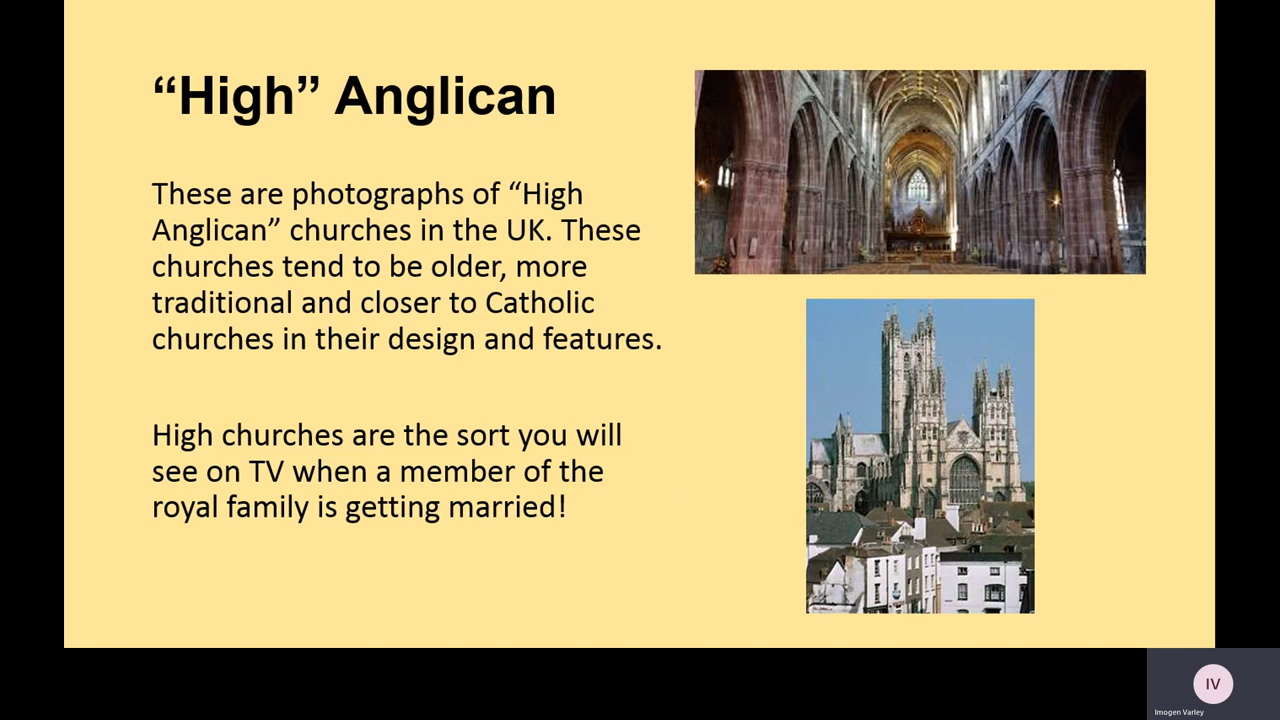 “High” Anglican
These are photographs of “High
Anglican” churches in the UK. These
churches tend to be older, more
traditional and closer to Catholic
churches in their design and features.
High churches are the sort you will
see on TV when a member of the
royal family is getting married!
IV
Imogen Varley